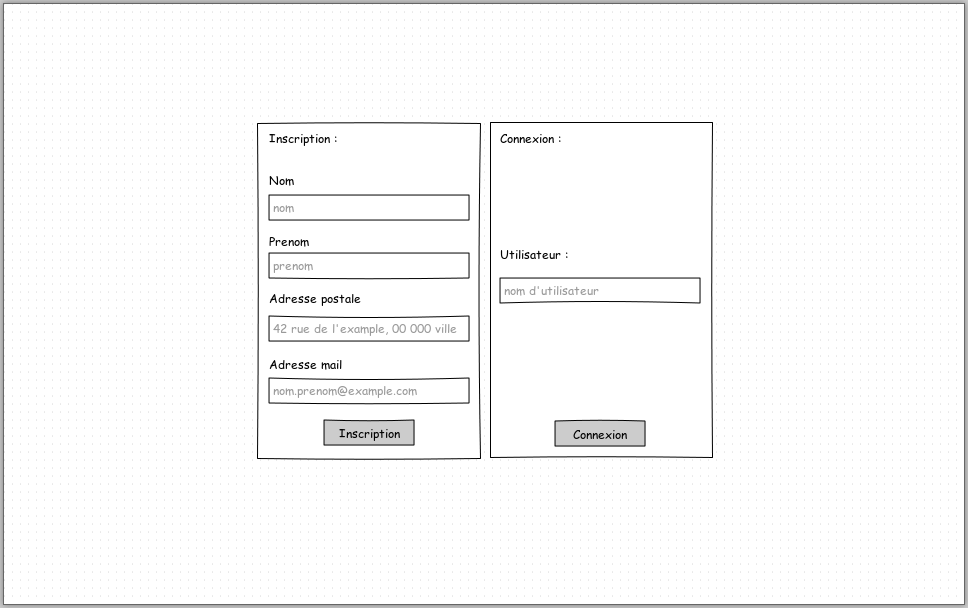 Inscription :
Nom
nom
Prenom
prenom
Adresse postale
42 rue de l'example, 00 000 ville
Adresse mail
nom.prenom@example.com
Inscription
Connexion :
Utilisateur :
nom d'utilisateur
Connexion